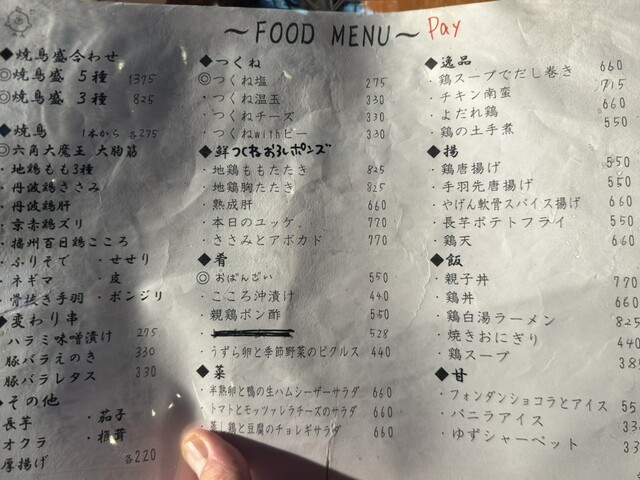 〜FOOD MENU〜 Pay
◆焼鳥盛合わせ
◎焼鳥盛 5種 1375
◎焼鳥盛 3種 825
◆焼鳥 1本から 各275
◎六角大魔王 大胸筋
・地鶏もも3種
・丹波鶏ささみ
・丹波鶏肝
・京赤鶏ズリ
・播州百日鶏こころ
・ふりそで ・せせり
・ネギマ ・皮
・骨抜き手羽 ・ボンジリ
◆変わり串
ハラミ味噌漬け 275
豚バラえのき 330
豚バラレタス 330
◆その他
長芋 ・茄子
オクラ ・椎茸
厚揚げ 各220
◆つくね
◎つくね塩 275
・つくね温玉 330
・つくねチーズ 330
・つくねwithビー 330
つくねおろしポンズ
◆鮮
・地鶏ももたたき 825
・地鶏胸たたき 825
・熟成肝 660
・本日のユッケ 770
・ささみとアボカド 770
◆肴
◎おばんざい 550
・こころ沖漬け 440
・親鶏ポン酢 550
528
・うずら卵と季節野菜のピクルス 440
◆菜
・半熟卵と鴨の生ハムシーザーサラダ 660
・トマトとモッツァレラチーズのサラダ 660
・蒸し鶏と豆腐のチョレギサラダ 660
◆逸品 660
・鶏スープでだし巻き 715
・チキン南蛮 660
・よだれ鶏 550
・鶏の土手煮
◆揚 550
・鶏唐揚げ 550
・手羽先唐揚げ 660
・やげん軟骨スパイス揚げ 550
・長芋ポテトフライ 660
・鶏天
◆飯
・親子丼 770
・鶏丼 660
・鶏白湯ラーメン 825
・焼きおにぎり 440
・鶏スープ 385
◆甘
・フォンダンショコラとアイス 55
・バニラアイス 33
・ゆずシャーベット 33